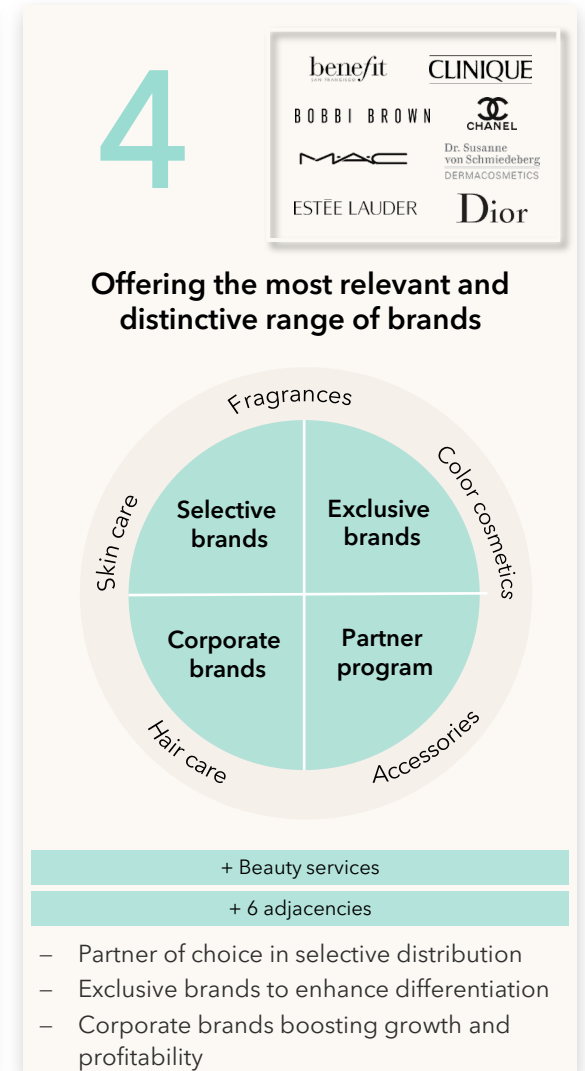 4
benefit
SAN FRANCISCO
CLINIQUE
BOBBI BROWN
CHANEL
MAC
Dr. Susanne
von Schmiedeberg
DERMACOSMETICS
ESTĒE LAUDER
Dior
Offering the most relevant and
distinctive range of brands
Fragrances
Color cosmetics
Skin care
Selective
brands
Exclusive
brands
Corporate
brands
Partner
program
Hair care
Accessories
+ Beauty services
+ 6 adjacencies
– Partner of choice in selective distribution
– Exclusive brands to enhance differentiation
– Corporate brands boosting growth and
profitability